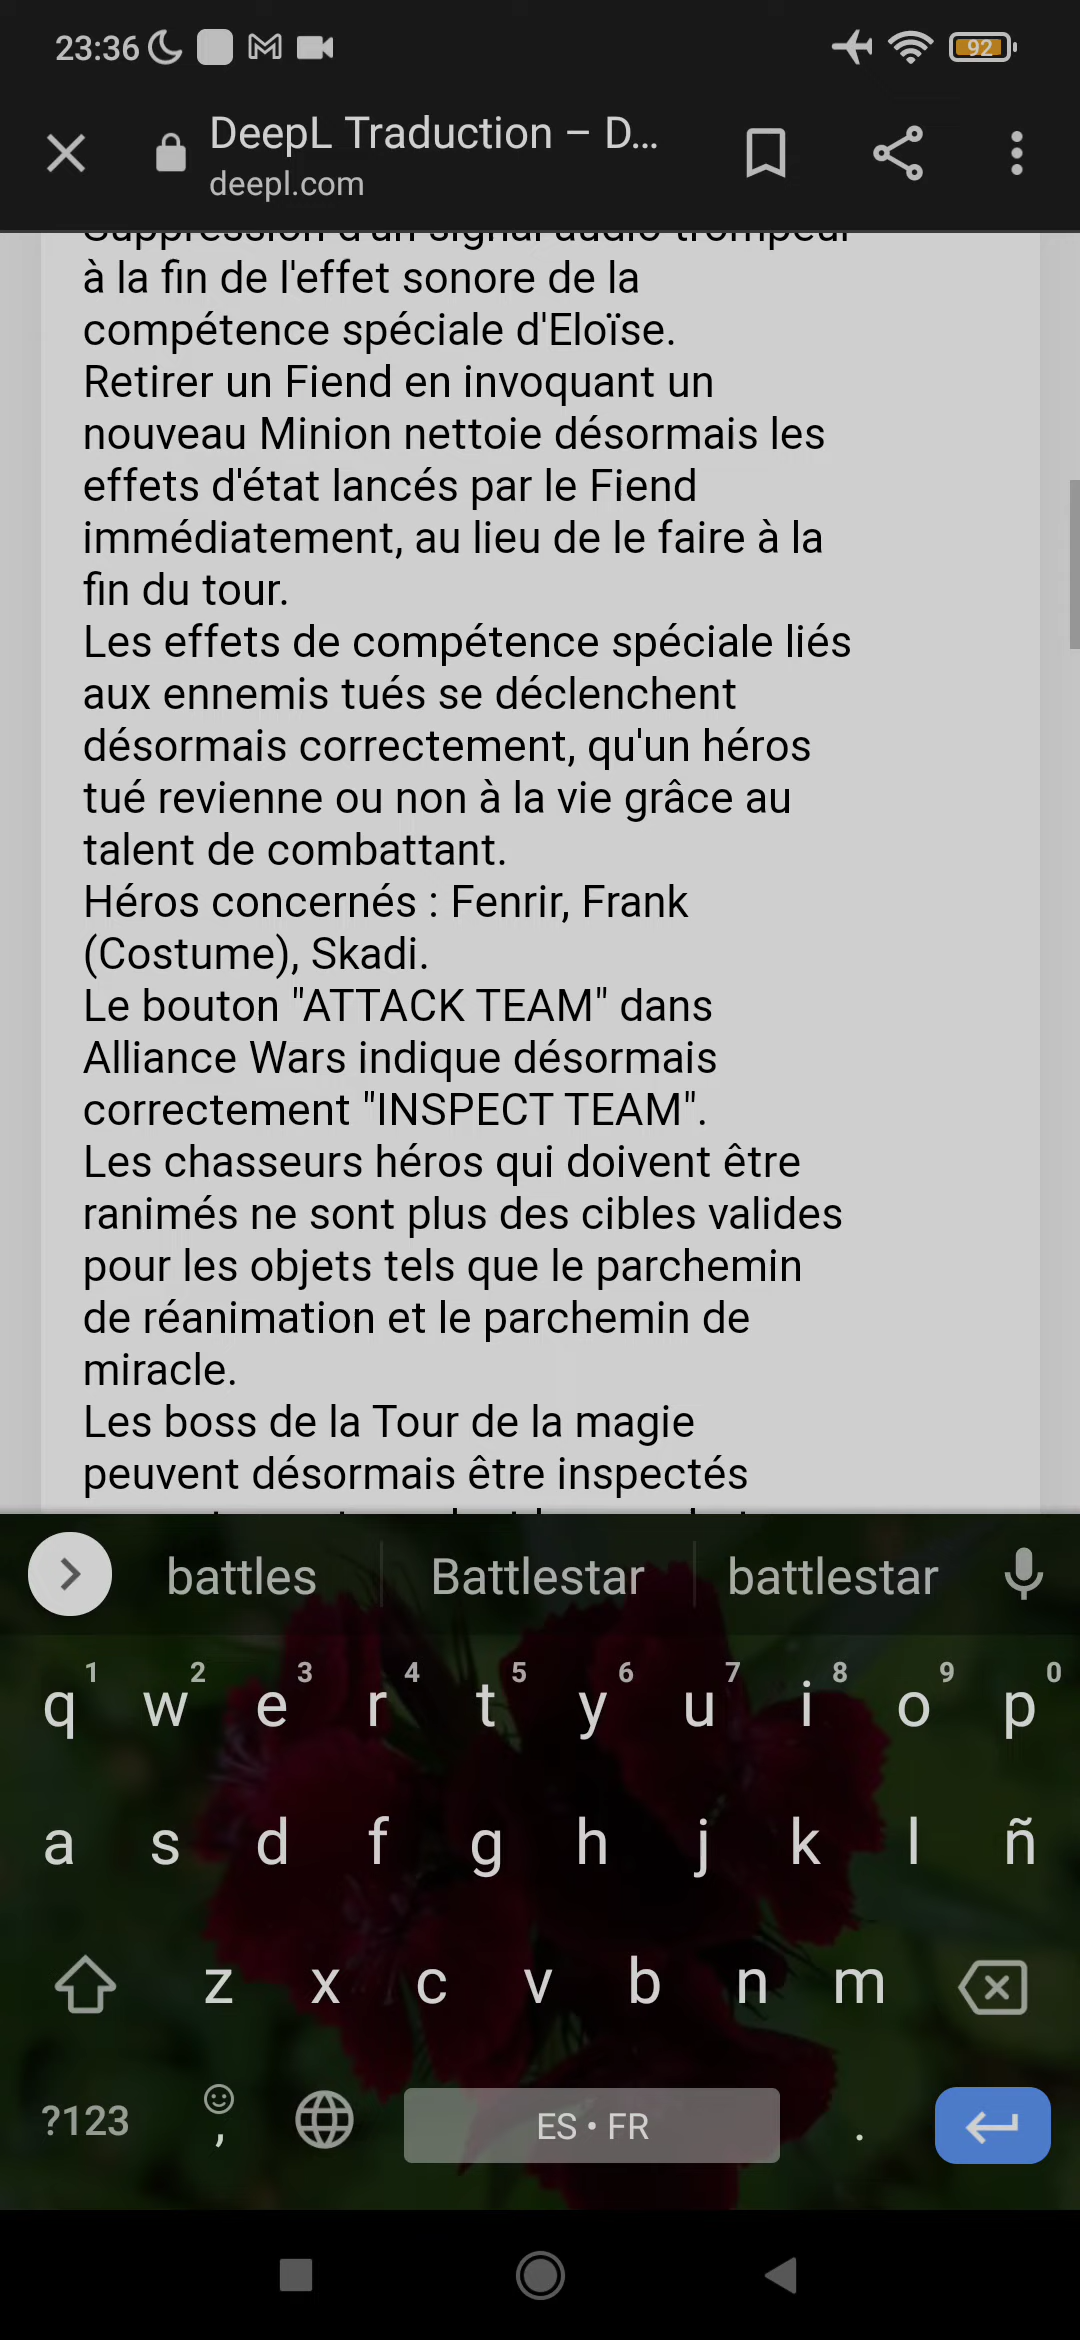 23:36
92
DeepL Traduction – D...
deepl.com
Suppression d'un signal audio trompeur
à la fin de l'effet sonore de la
compétence spéciale d'Eloïse.
Retirer un Fiend en invoquant un
nouveau Minion nettoie désormais les
effets d'état lancés par le Fiend
immédiatement, au lieu de le faire à la
fin du tour.
Les effets de compétence spéciale liés
aux ennemis tués se déclenchent
désormais correctement, qu'un héros
tué revienne ou non à la vie grâce au
talent de combattant.
Héros concernés : Fenrir, Frank
(Costume), Skadi.
Le bouton "ATTACK TEAM" dans
Alliance Wars indique désormais
correctement "INSPECT TEAM".
Les chasseurs héros qui doivent être
ranimés ne sont plus des cibles valides
pour les objets tels que le parchemin
de réanimation et le parchemin de
miracle.
Les boss de la Tour de la magie
peuvent désormais être inspectés
battles Battlestar battlestar
1 2 3 4 5 6 7 8 9 0
q w e r t y u i o p
a s d f g h j k l ñ
z x c v b n m
?123 , ES • FR .